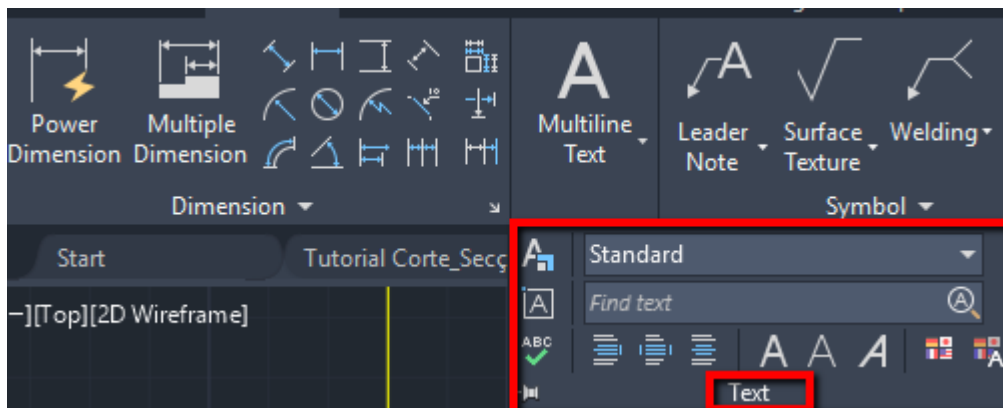 Power
Dimension
Multiple
Dimension
Dimension
Multiline
Text
Leader
Note
Surface
Texture
Welding
Symbol
Start
Tutorial Corte_Secç
Standard
Find text
ABC
A A A
Text
−][Top][2D Wireframe]